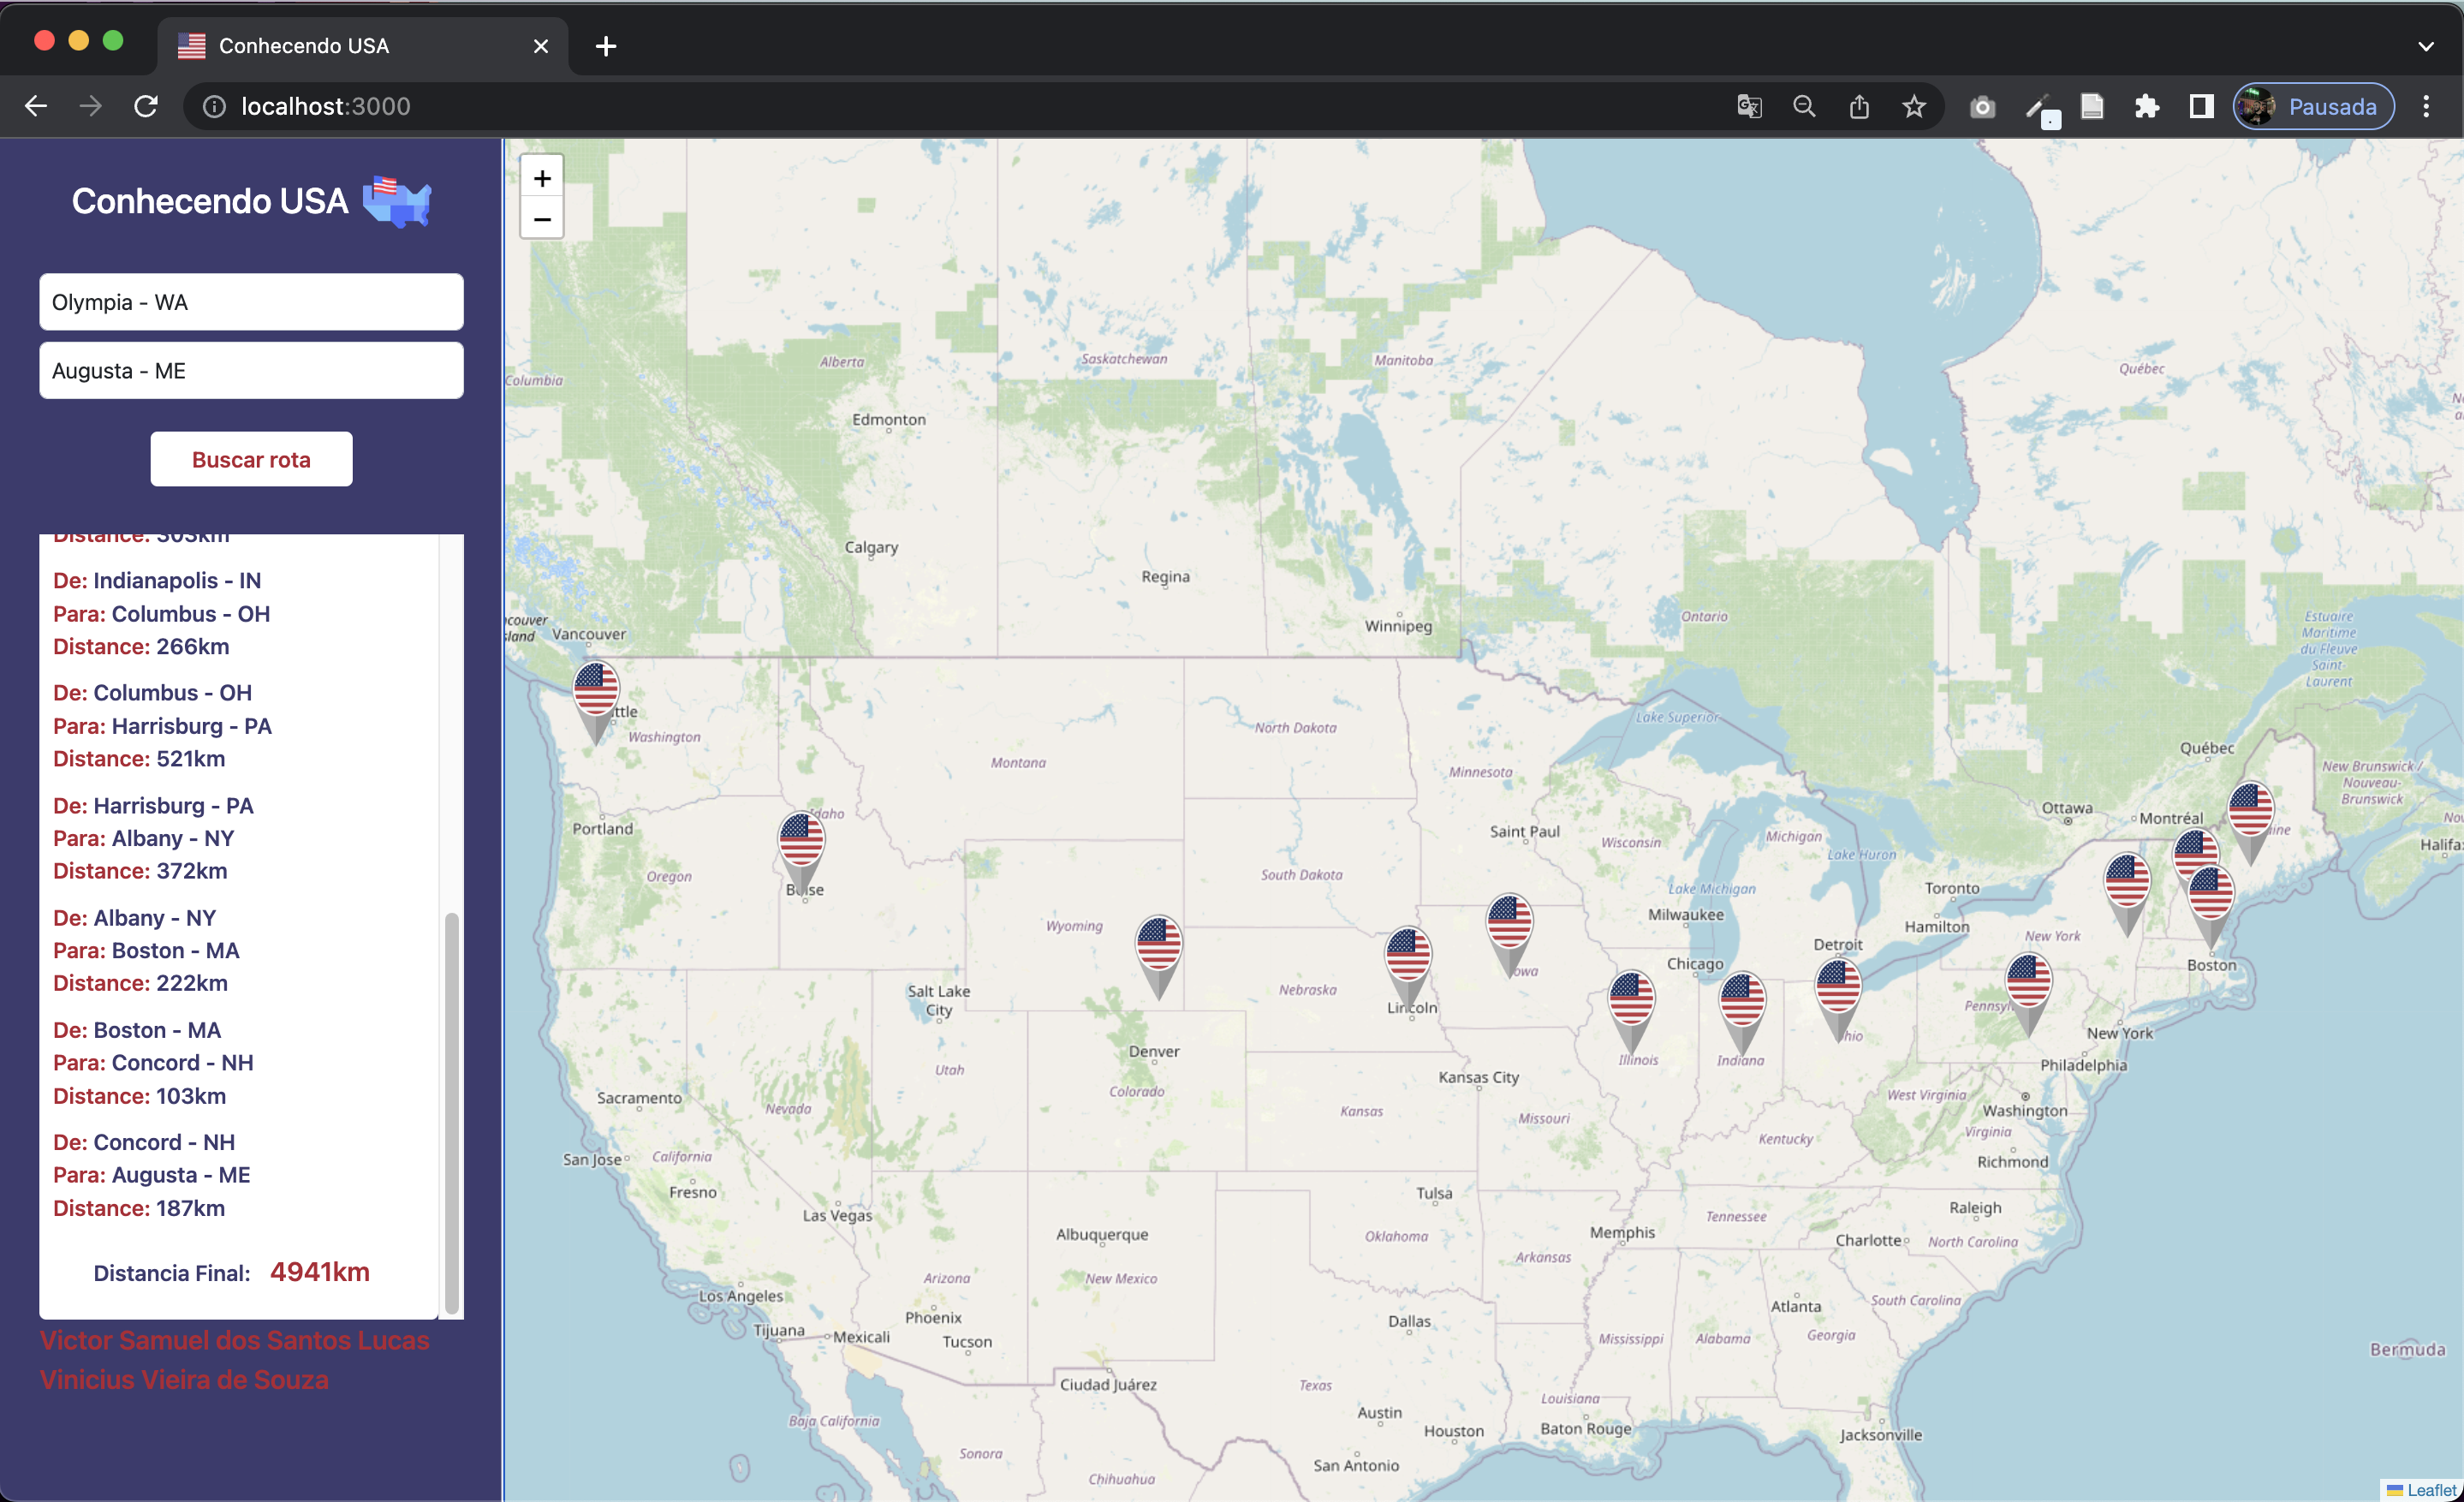 Conhecendo USA
localhost:3000
Pausada
Conhecendo USA
Olympia - WA
Augusta - ME
Buscar rota
Distance: 303km
De: Indianapolis - IN
Para: Columbus - OH
Distance: 266km
De: Columbus - OH
Para: Harrisburg - PA
Distance: 521km
De: Harrisburg - PA
Para: Albany - NY
Distance: 372km
De: Albany - NY
Para: Boston - MA
Distance: 222km
De: Boston - MA
Para: Concord - NH
Distance: 103km
De: Concord - NH
Para: Augusta - ME
Distance: 187km
Distancia Final: 4941km
Victor Samuel dos Santos Lucas
Vinicius Vieira de Souza
+
−
Columbia
Alberta
Saskatchewan
Manitoba
Québec
Edmonton
Calgary
Regina
Winnipeg
Ontario
couver
sland
Vancouver
Estuaire
Maritime
du Fleuve
Saint-
Laurent
ttle
Washington
Montana
North Dakota
Minnesota
Lake Superior
Québec
New Brunswick /
Nouveau-
Brunswick
Portland
Idaho
Saint Paul
Wisconsin
Michigan
Lake Huron
Ottawa
Montréal
ine
Halifa
Oregon
Boise
South Dakota
Lake Michigan
Toronto
Wyoming
Milwaukee
Hamilton
New York
Detroit
Chicago
Boston
Iowa
Salt Lake
City
Nebraska
Lincoln
Pennsyl
New York
Denver
Utah
Illinois
Indiana
hio
Philadelphia
Colorado
Kansas City
Sacramento
Nevada
Kansas
Missouri
West Virginia
Washington
Kentucky
Virginia
San Jose
California
Richmond
Fresno
Las Vegas
Tulsa
Tennessee
Raleigh
Albuquerque
Oklahoma
Memphis
Charlotte
North Carolina
Arkansas
Arizona
New Mexico
Los Angeles
Phoenix
Atlanta
South Carolina
Tijuana
Mexicali
Tucson
Dallas
Mississippi
Alabama
Georgia
Bermuda
Ciudad Juárez
Texas
Louisiana
Baja California
Austin
Houston
Baton Rouge
Jacksonville
Sonora
San Antonio
Chihuahua
Leaflet